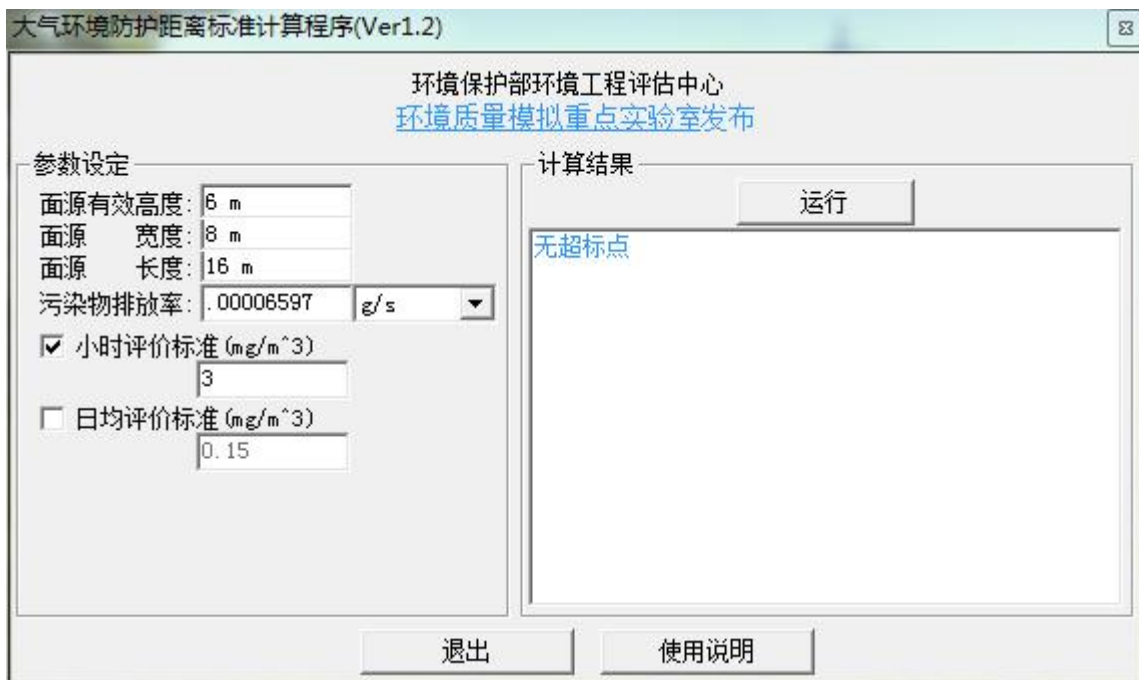 大气环境防护距离标准计算程序(Ver1.2)
环境保护部环境工程评估中心
环境质量模拟重点实验室发布
参数设定
面源有效高度: 6 m
面源 宽度: 8 m
面源 长度: 16 m
污染物排放率: .00006597 g/s
小时评价标准(mg/m^3)
3
日均评价标准(mg/m^3)
0.15
计算结果
运行
无超标点
退出 使用说明